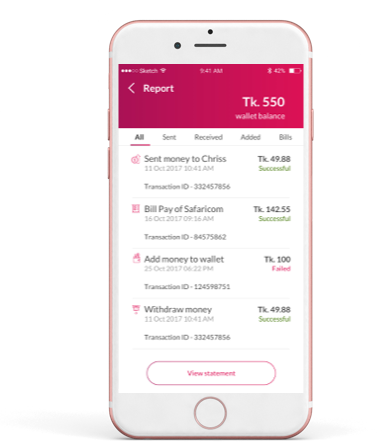 Sketch 9:41 AM 42%
Report
Tk. 550
wallet balance
All Sent Received Added Bills
Sent money to Chriss Tk. 49.88
11 Oct 2017 10:41 AM Successful
Transaction ID - 332457856
Bill Pay of Safaricom Tk. 142.55
16 Oct 2017 09:16 AM Successful
Transaction ID - 84575862
Add money to wallet Tk. 100
25 Oct 2017 06:22 PM Failed
Transaction ID - 124598751
Withdraw money Tk. 49.88
11 Oct 2017 10:41 AM Successful
Transaction ID - 332457856
View statement